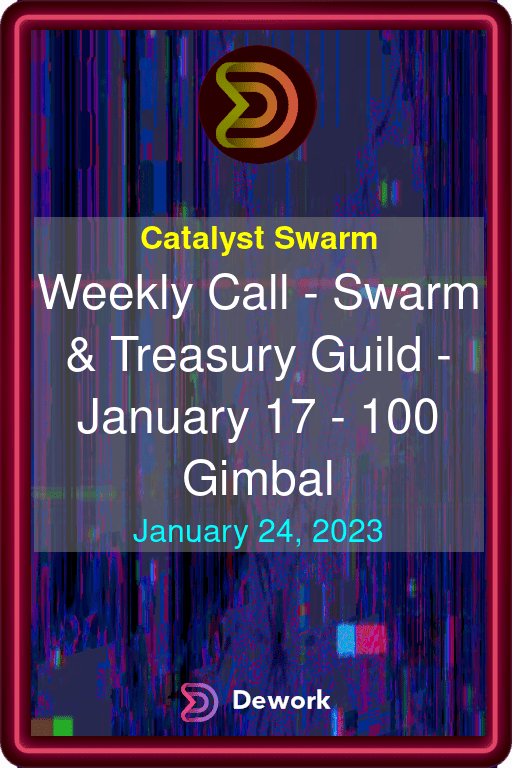 Catalyst Swarm
Weekly Call - Swarm
& Treasury Guild -
January 17 - 100
Gimbal
January 24, 2023
Dework